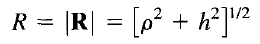 R = |R| = [ρ² + h²]^{1/2}